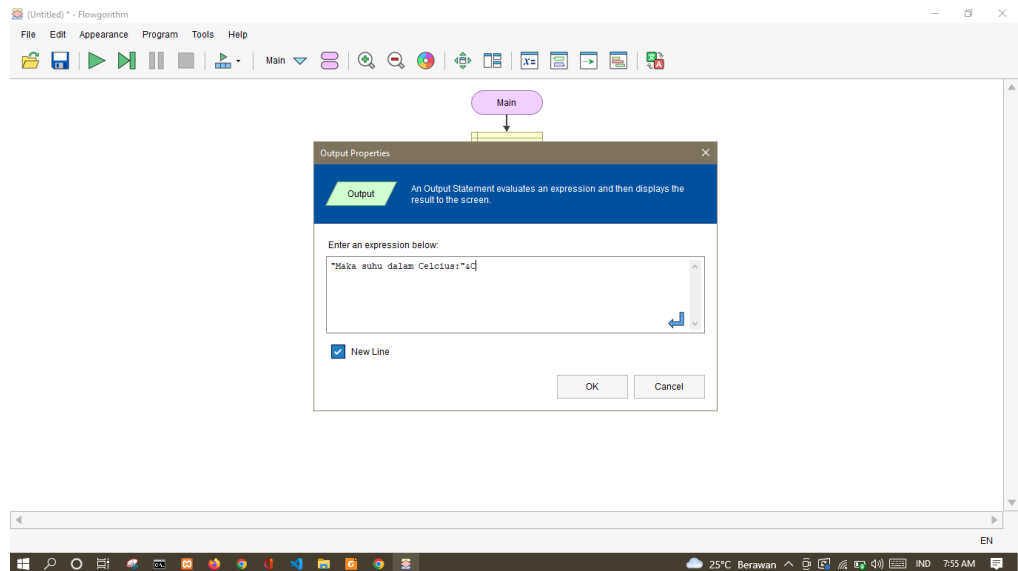 (Untitled) * - Flowgorithm
File Edit Appearance Program Tools Help
Main
Main
Output Properties
Output
An Output Statement evaluates an expression and then displays the
result to the screen.
Enter an expression below:
"Maka suhu dalam Celcius:"&C
New Line
OK Cancel
EN
25°C Berawan IND 7:55 AM